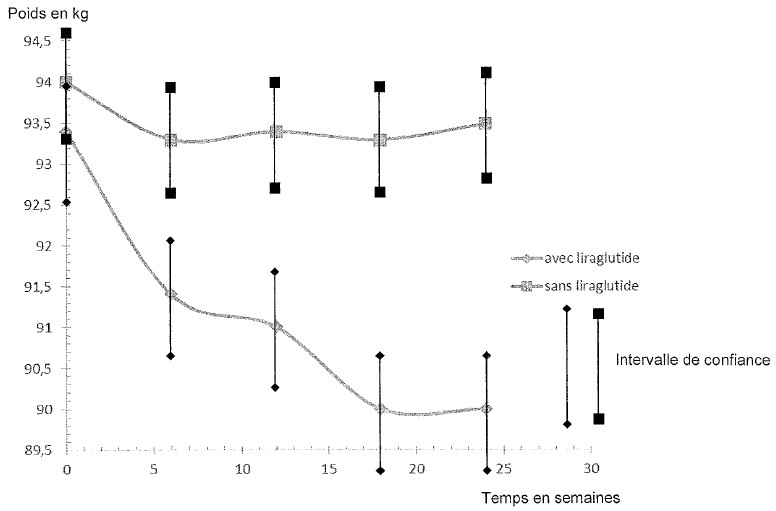 Poids en kg
94,5
94
93,5
93
92,5
92
91,5
91
90,5
90
89,5
0 5 10 15 20 25 30
Temps en semaines
avec liraglutide
sans liraglutide
Intervalle de confiance